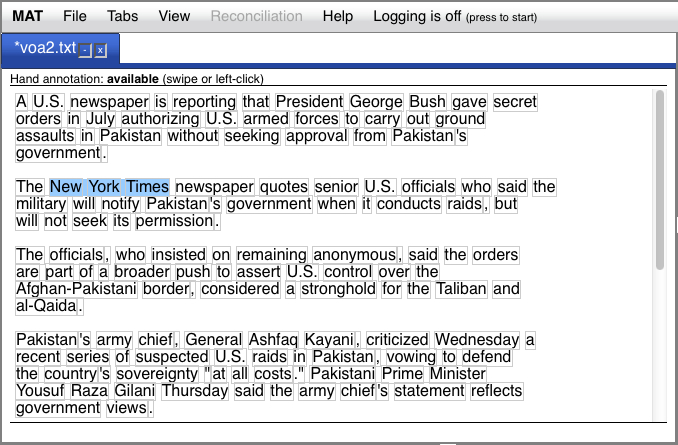 MAT File Tabs View Reconciliation Help Logging is off (press to start)
*voa2.txt - x
Hand annotation: available (swipe or left-click)
A U.S. newspaper is reporting that President George Bush gave secret
orders in July authorizing U.S. armed forces to carry out ground
assaults in Pakistan without seeking approval from Pakistan's
government.
The New York Times newspaper quotes senior U.S. officials who said the
military will notify Pakistan's government when it conducts raids, but
will not seek its permission.
The officials, who insisted on remaining anonymous, said the orders
are part of a broader push to assert U.S. control over the
Afghan-Pakistani border, considered a stronghold for the Taliban and
al-Qaida.
Pakistan's army chief, General Ashfaq Kayani, criticized Wednesday a
recent series of suspected U.S. raids in Pakistan, vowing to defend
the country's sovereignty "at all costs." Pakistani Prime Minister
Yousuf Raza Gilani Thursday said the army chief's statement reflects
government views.